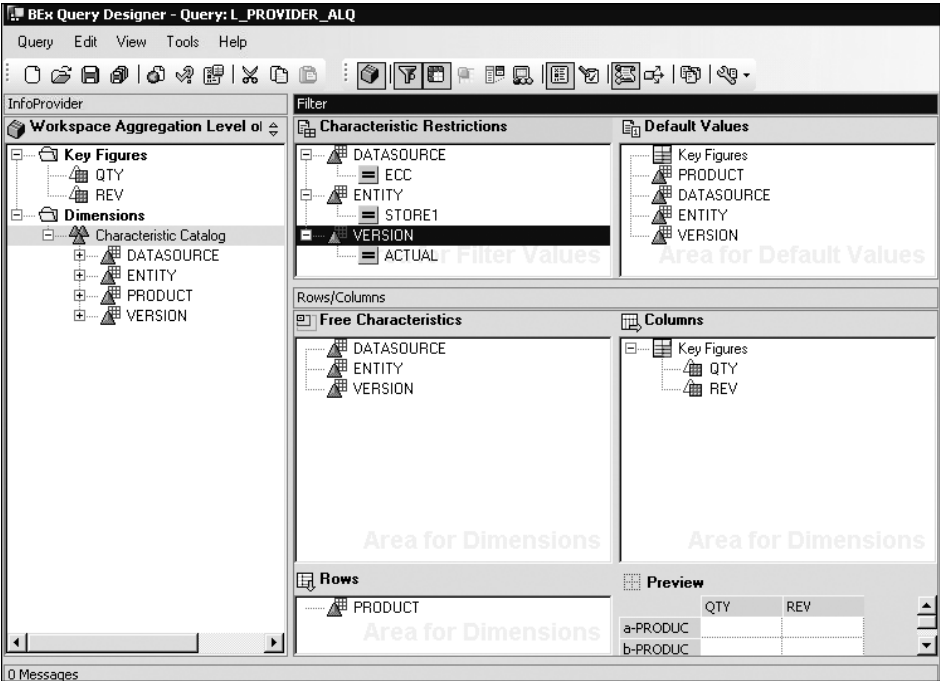 BEx Query Designer - Query: L_PROVIDER_ALQ
Query Edit View Tools Help
InfoProvider
Workspace Aggregation Level of
Key Figures
QTY
REV
Dimensions
Characteristic Catalog
DATASOURCE
ENTITY
PRODUCT
VERSION
Filter
Characteristic Restrictions
DATASOURCE
ECC
ENTITY
STORE1
VERSION
ACTUAL
r Filter Values
Default Values
Key Figures
PRODUCT
DATASOURCE
ENTITY
VERSION
Area for Default Values
Rows/Columns
Free Characteristics
DATASOURCE
ENTITY
VERSION
Area for Dimensions
Columns
Key Figures
QTY
REV
Area for Dimensions
Rows
PRODUCT
Area for Dimensions
Preview
QTY REV
a-PRODUC
b-PRODUC
0 Messages